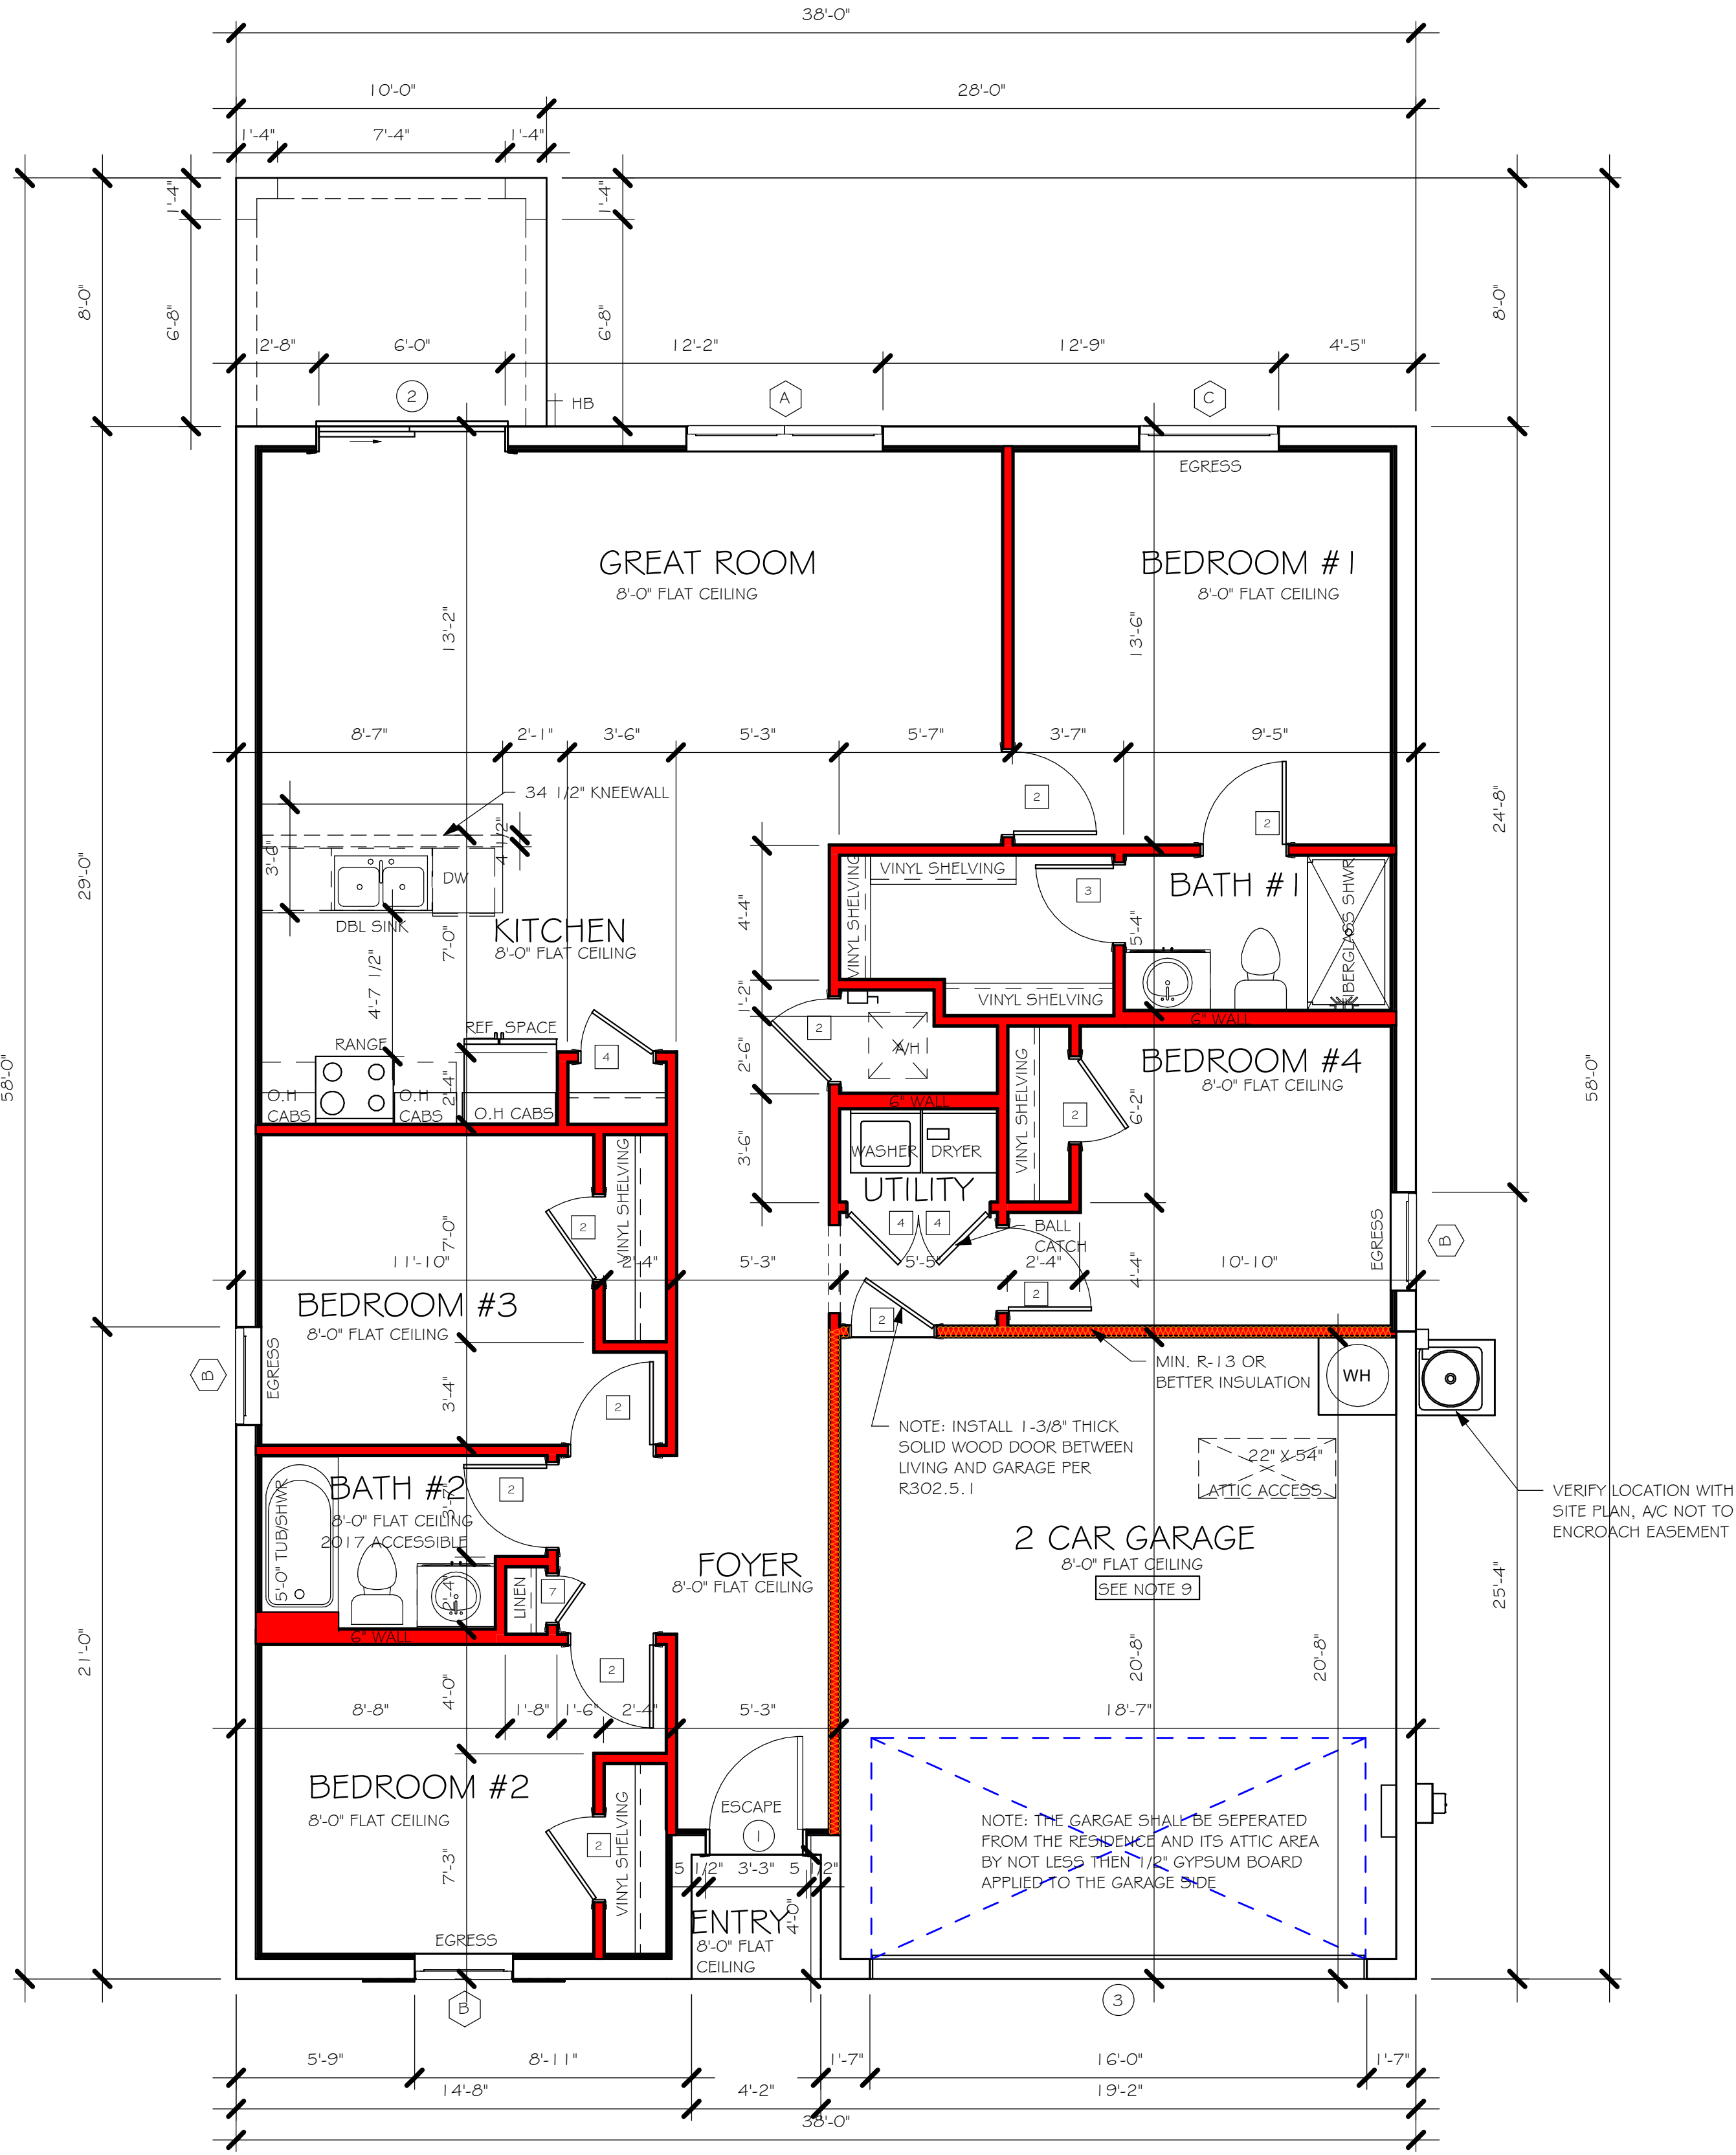 38'-0"
10'-0" 28'-0"
1'-4" 7'-4" 1'-4"
1'-4" 1'-4"
8'-0" 6'-8" 6'-8" 8'-0"
2'-8" 6'-0" 12'-2" 12'-9" 4'-5"
2 HB A C
EGRESS
GREAT ROOM
8'-0" FLAT CEILING
BEDROOM #1
8'-0" FLAT CEILING
13'-2" 13'-6"
8'-7" 2'-1" 3'-6" 5'-3" 5'-7" 3'-7" 9'-5"
34 1/2" KNEEWALL
2 2
24'-8"
4 1/2"
3'-6"
29'-0"
DW
DBL SINK
KITCHEN
8'-0" FLAT CEILING
7'-0"
4'-7 1/2"
4'-4"
VINYL SHELVING
VINYL SHELVING
3
BATH #1
5'-4"
FIBERGLASS SHWR
VINYL SHELVING
6" WALL
1'-2"
2
A/H
2'-6"
REF. SPACE
RANGE
4
O.H
CABS
O.H
CABS
2'-4"
O.H CABS
58'-0"
58'-0"
BEDROOM #4
8'-0" FLAT CEILING
6" WALL
VINYL SHELVING
2
6'-2"
3'-6"
WASHER DRYER
UTILITY
4 4
BALL
CATCH
VINYL SHELVING
2
7'-0"
EGRESS
B
11'-10" 2'-4" 5'-3" 5'-5" 2'-4" 10'-10"
4'-4"
2
2
BEDROOM #3
8'-0" FLAT CEILING
B
EGRESS
3'-4"
2
MIN. R-13 OR
BETTER INSULATION
WH
NOTE: INSTALL 1-3/8" THICK
SOLID WOOD DOOR BETWEEN
LIVING AND GARAGE PER
R302.5.1
22" X 54"
ATTIC ACCESS
VERIFY LOCATION WITH
SITE PLAN, A/C NOT TO
ENCROACH EASEMENT
BATH #2
8'-0" FLAT CEILING
2017 ACCESSIBLE
3'-7"
2
5'-0" TUB/SHWR
2'-4"
LINEN
7
6" WALL
FOYER
8'-0" FLAT CEILING
2 CAR GARAGE
8'-0" FLAT CEILING
SEE NOTE 9
25'-4"
21'-0"
2
4'-0"
20'-8" 20'-8"
8'-8" 1'-8" 1'-6" 2'-4" 5'-3" 18'-7"
BEDROOM #2
8'-0" FLAT CEILING
2
VINYL SHELVING
7'-3"
ESCAPE
1
5 1/2" 3'-3" 5 1/2"
4'-0"
ENTRY
8'-0" FLAT
CEILING
NOTE: THE GARGAE SHALL BE SEPERATED
FROM THE RESIDENCE AND ITS ATTIC AREA
BY NOT LESS THEN 1/2" GYPSUM BOARD
APPLIED TO THE GARAGE SIDE
EGRESS
B
3
5'-9" 8'-11" 1'-7" 16'-0" 1'-7"
14'-8" 4'-2" 19'-2"
38'-0"